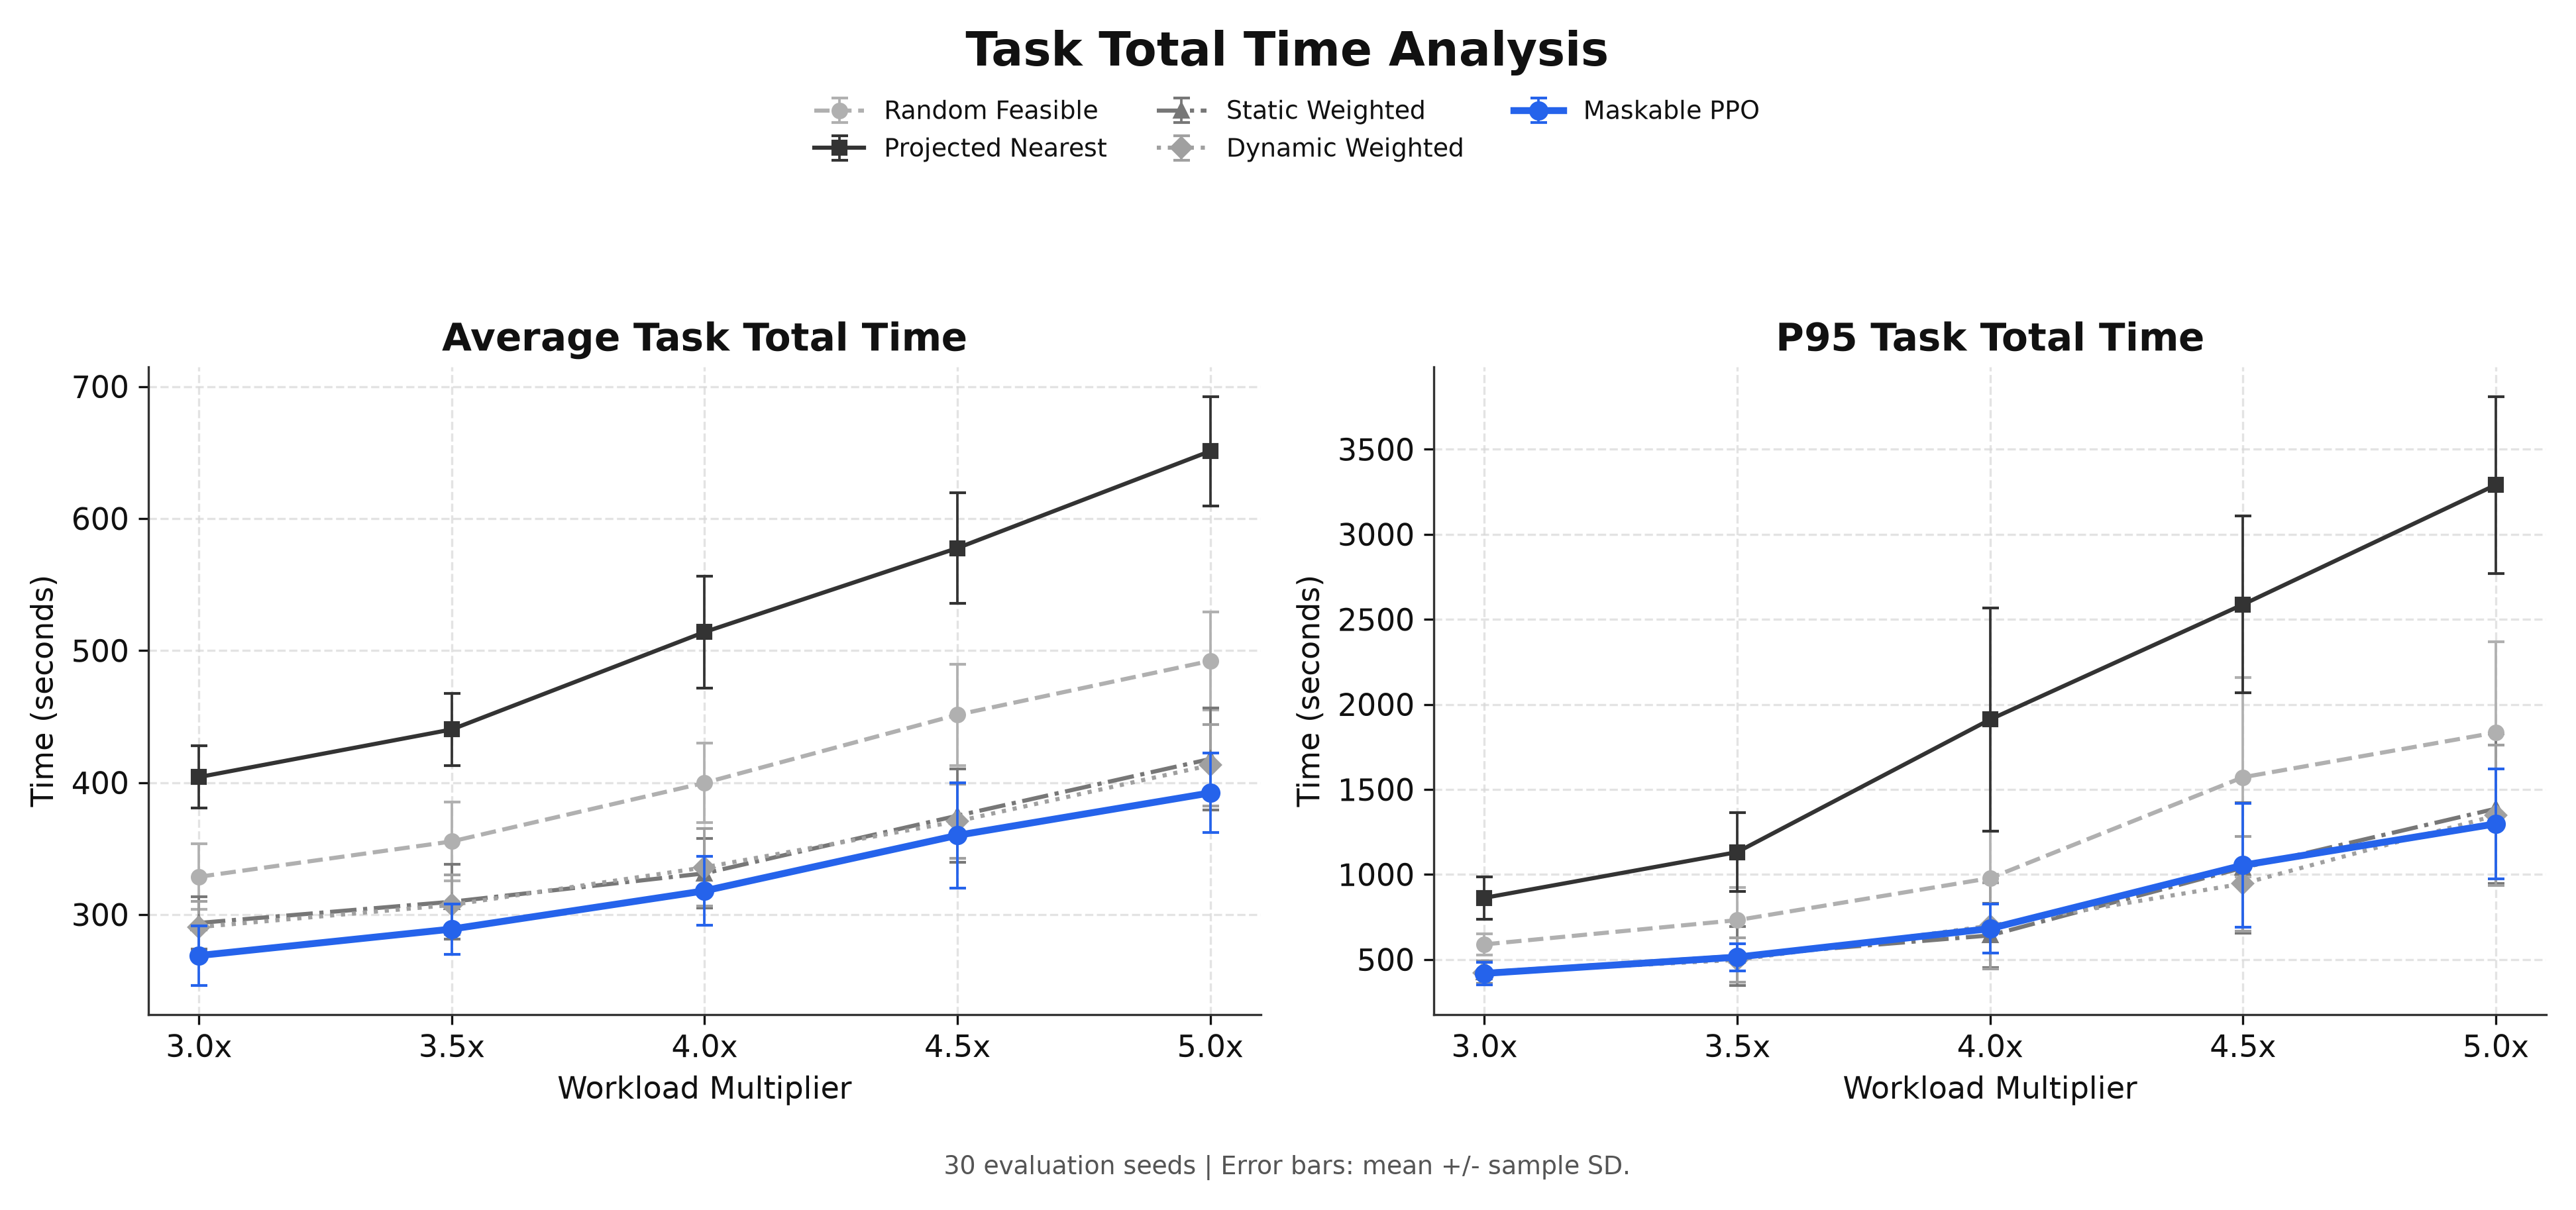 Task Total Time Analysis
Random Feasible
Projected Nearest
Static Weighted
Dynamic Weighted
Maskable PPO
Average Task Total Time
Time (seconds)
700
600
500
400
300
3.0x 3.5x 4.0x 4.5x 5.0x
Workload Multiplier
P95 Task Total Time
Time (seconds)
3500
3000
2500
2000
1500
1000
500
3.0x 3.5x 4.0x 4.5x 5.0x
Workload Multiplier
30 evaluation seeds | Error bars: mean +/- sample SD.